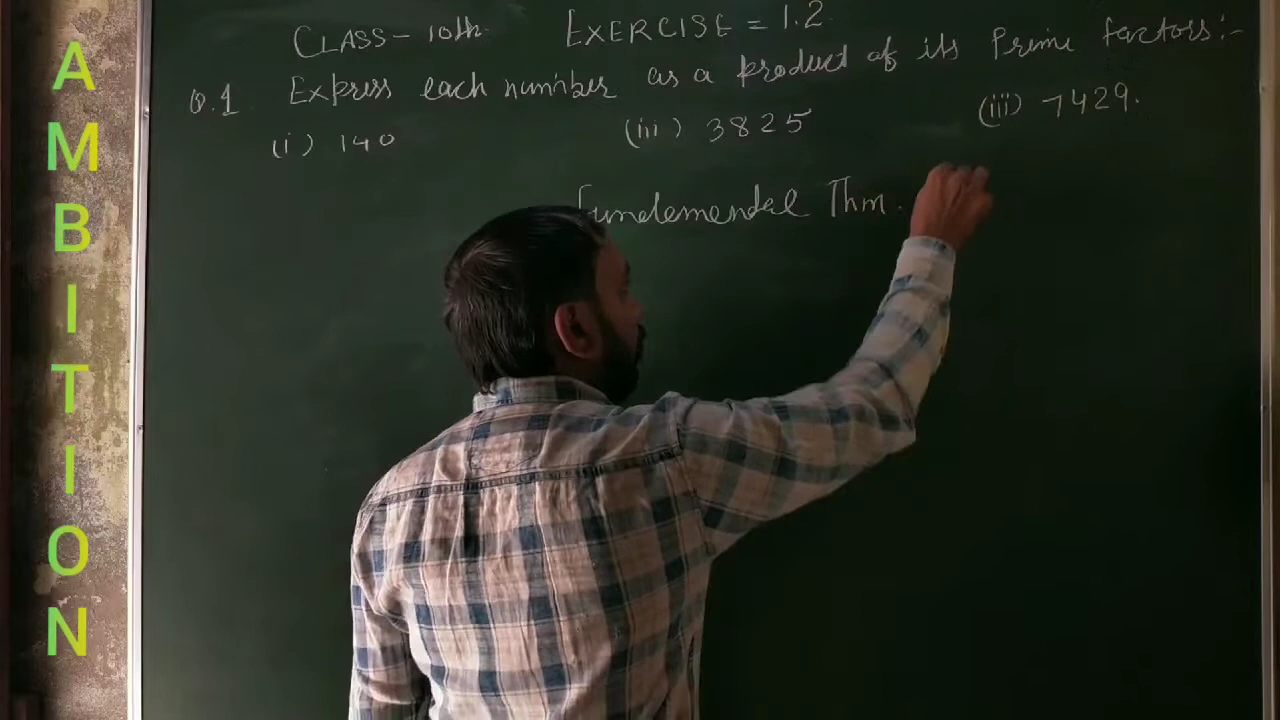 AMBITION
CLASS- 10th EXERCISE = 1.2
Q.1 Express each number as a product of its Prime factors:-
(i) 140 (iii) 3825 (iii) 7429.
Fundemendal Thm.